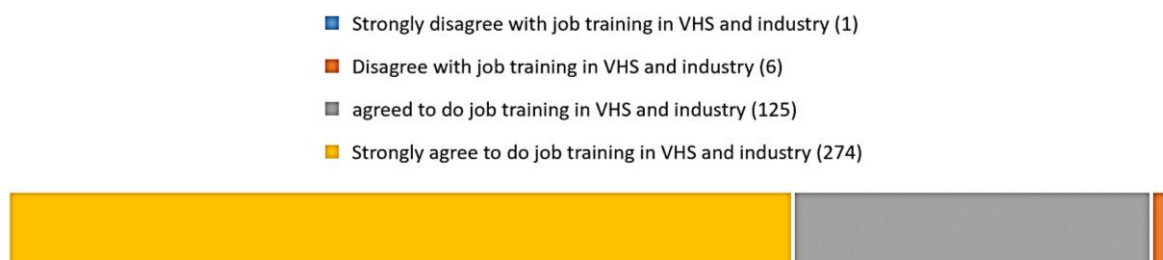 Strongly disagree with job training in VHS and industry (1)
Disagree with job training in VHS and industry (6)
agreed to do job training in VHS and industry (125)
Strongly agree to do job training in VHS and industry (274)